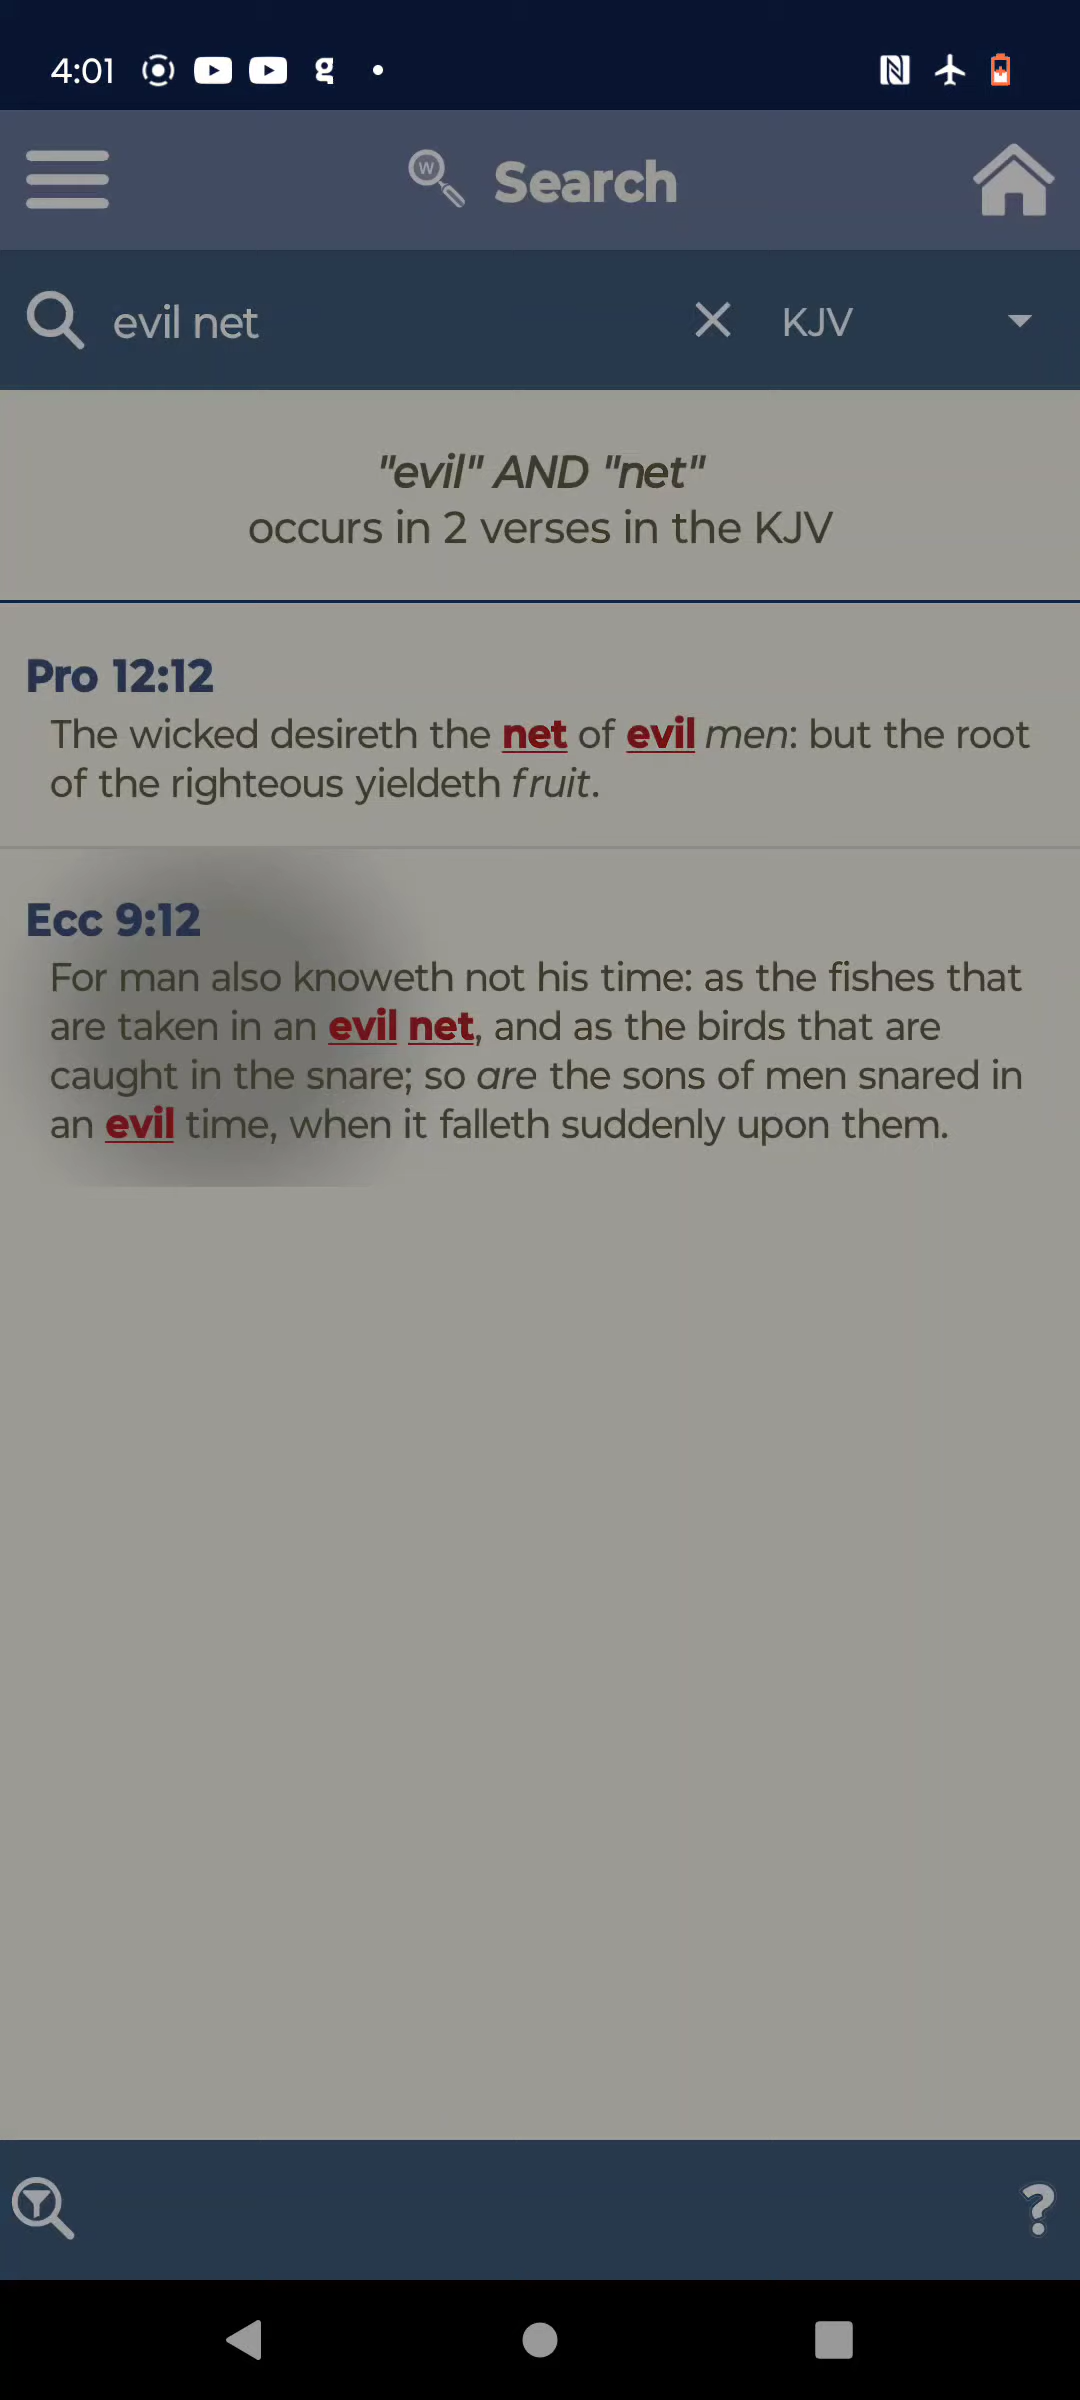 4:01
Search
evil net
KJV
"evil" AND "net"
occurs in 2 verses in the KJV
Pro 12:12
The wicked desireth the net of evil men: but the root
of the righteous yieldeth fruit.
Ecc 9:12
For man also knoweth not his time: as the fishes that
are taken in an evil net, and as the birds that are
caught in the snare; so are the sons of men snared in
an evil time, when it falleth suddenly upon them.